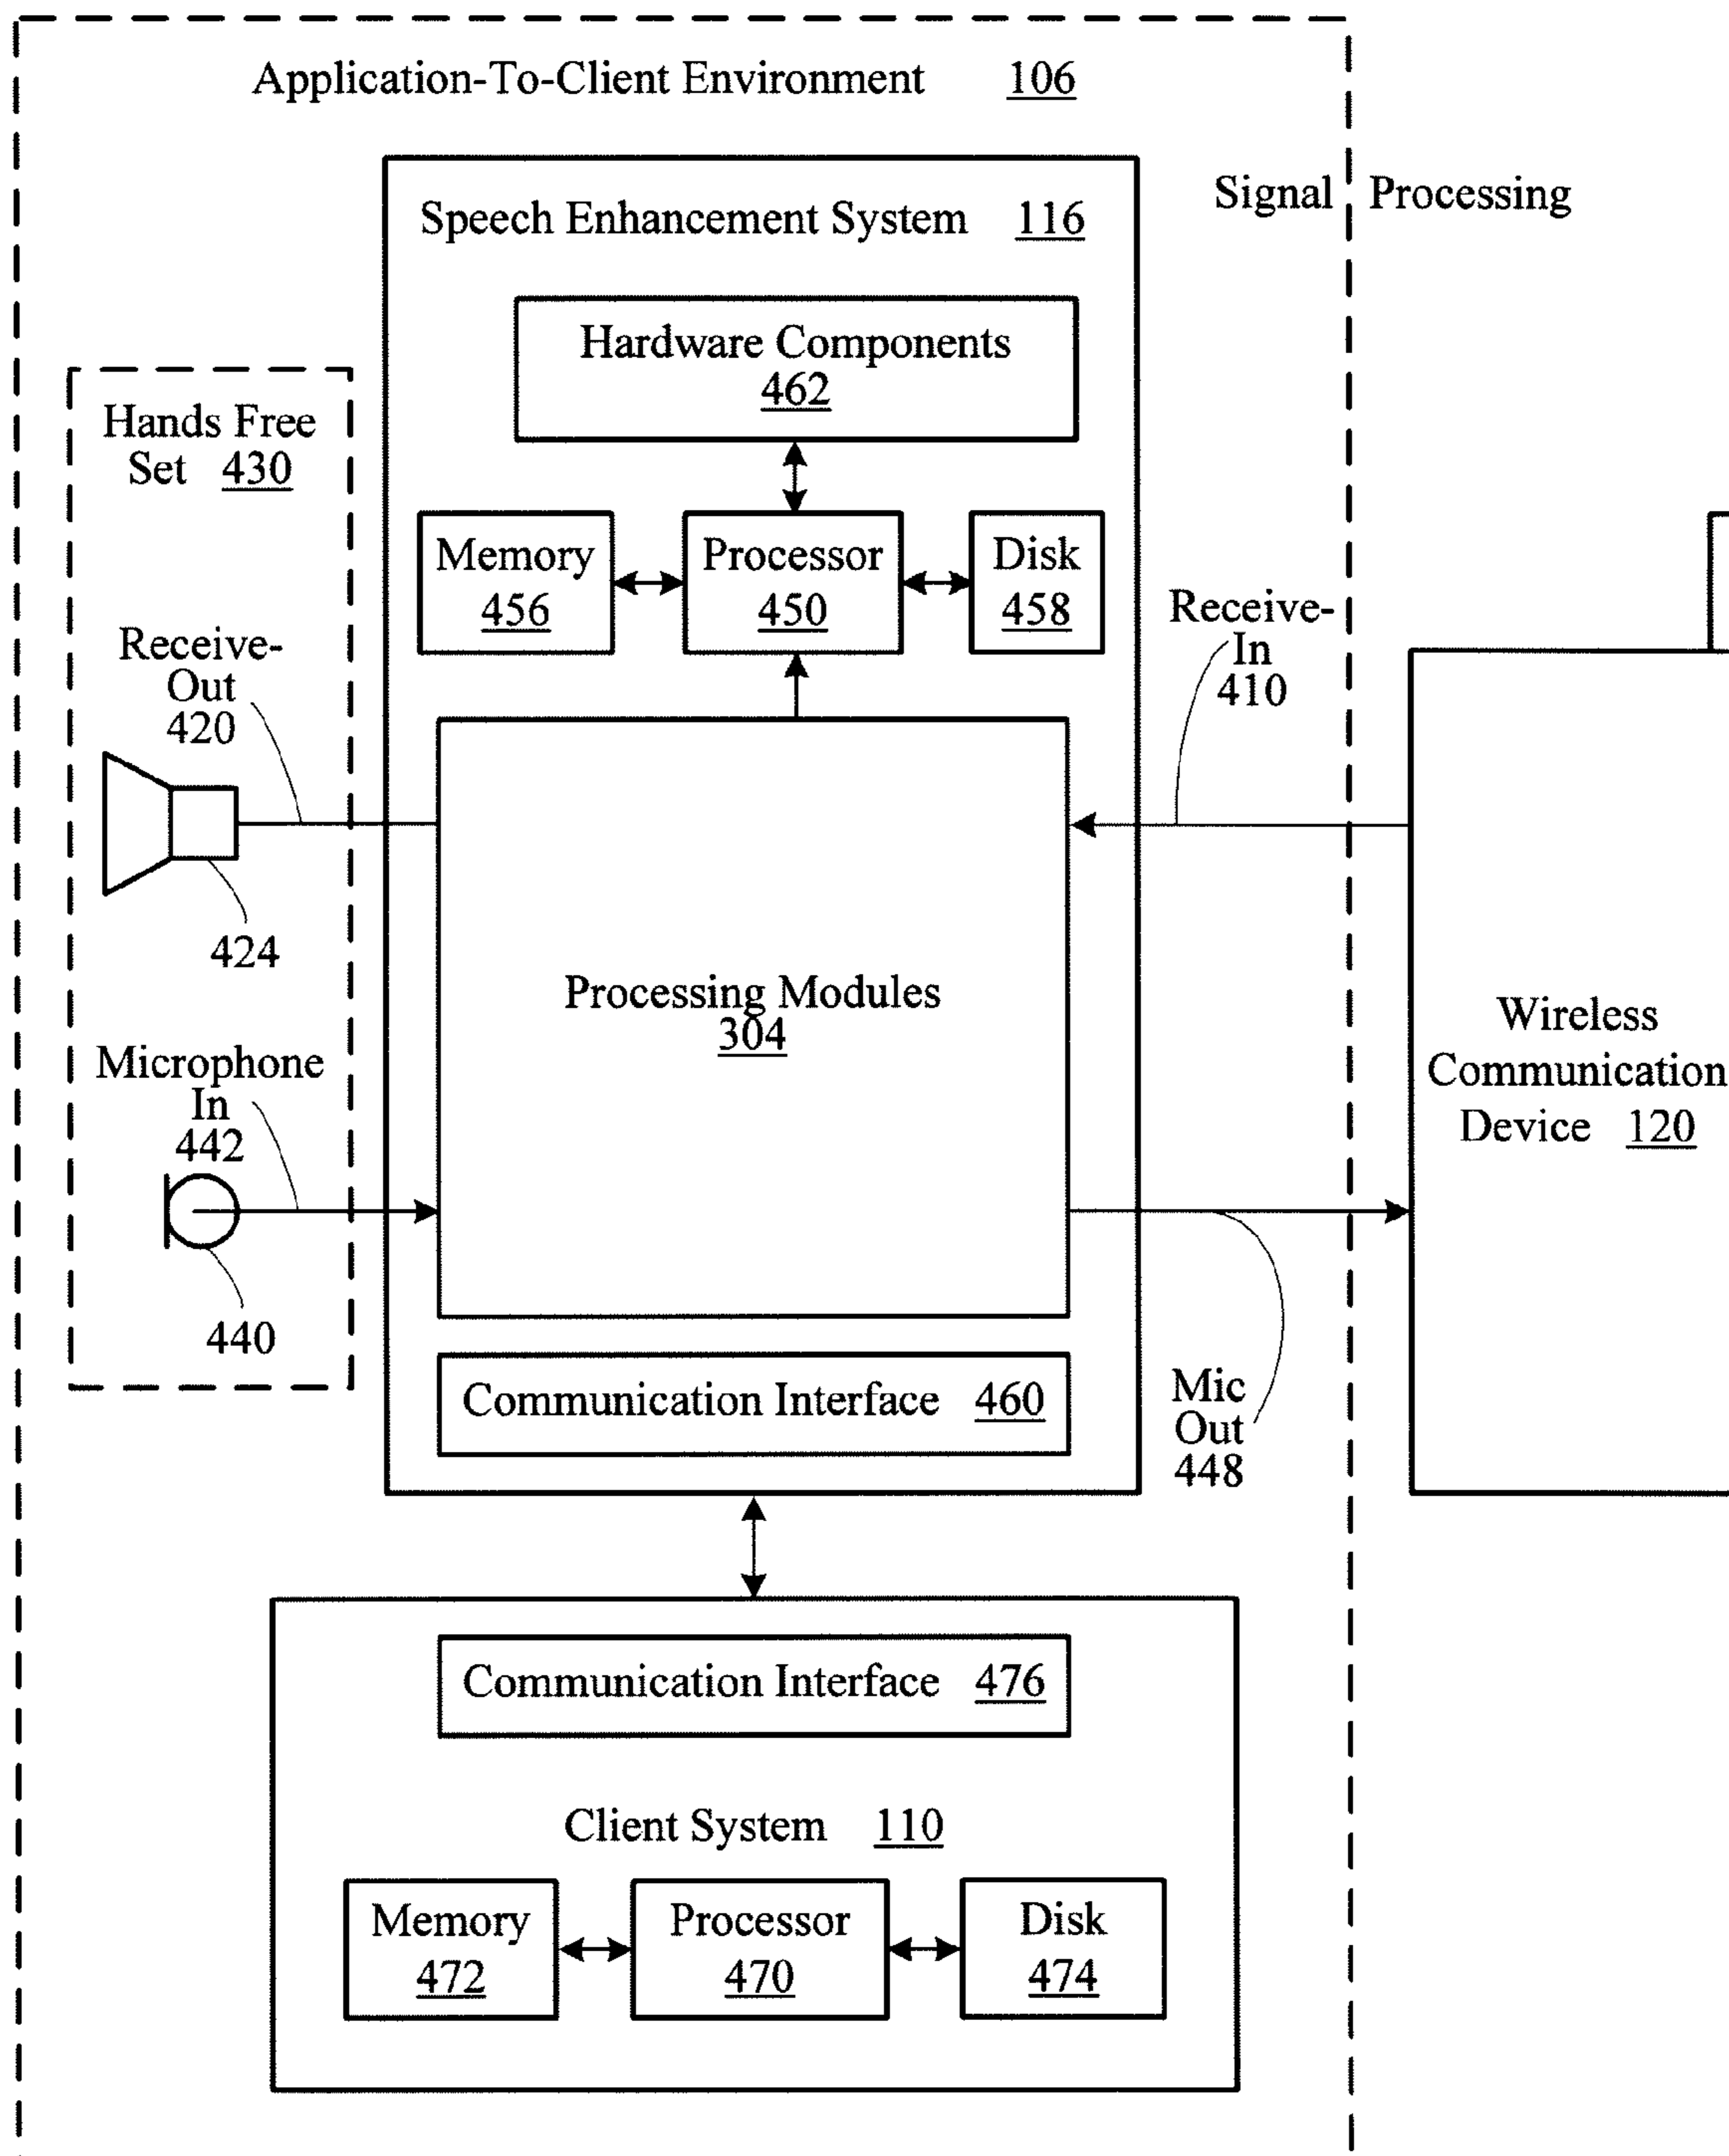 Application-To-Client Environment 106
Signal Processing
Speech Enhancement System 116
Hardware Components
462
Hands Free
Set 430
Memory
456
Processor
450
Disk
458
Receive-
In
410
Receive-
Out
420
424
Processing Modules
304
Wireless
Communication
Device 120
Microphone
In
442
440
Communication Interface 460
Mic
Out
448
Communication Interface 476
Client System 110
Memory
472
Processor
470
Disk
474